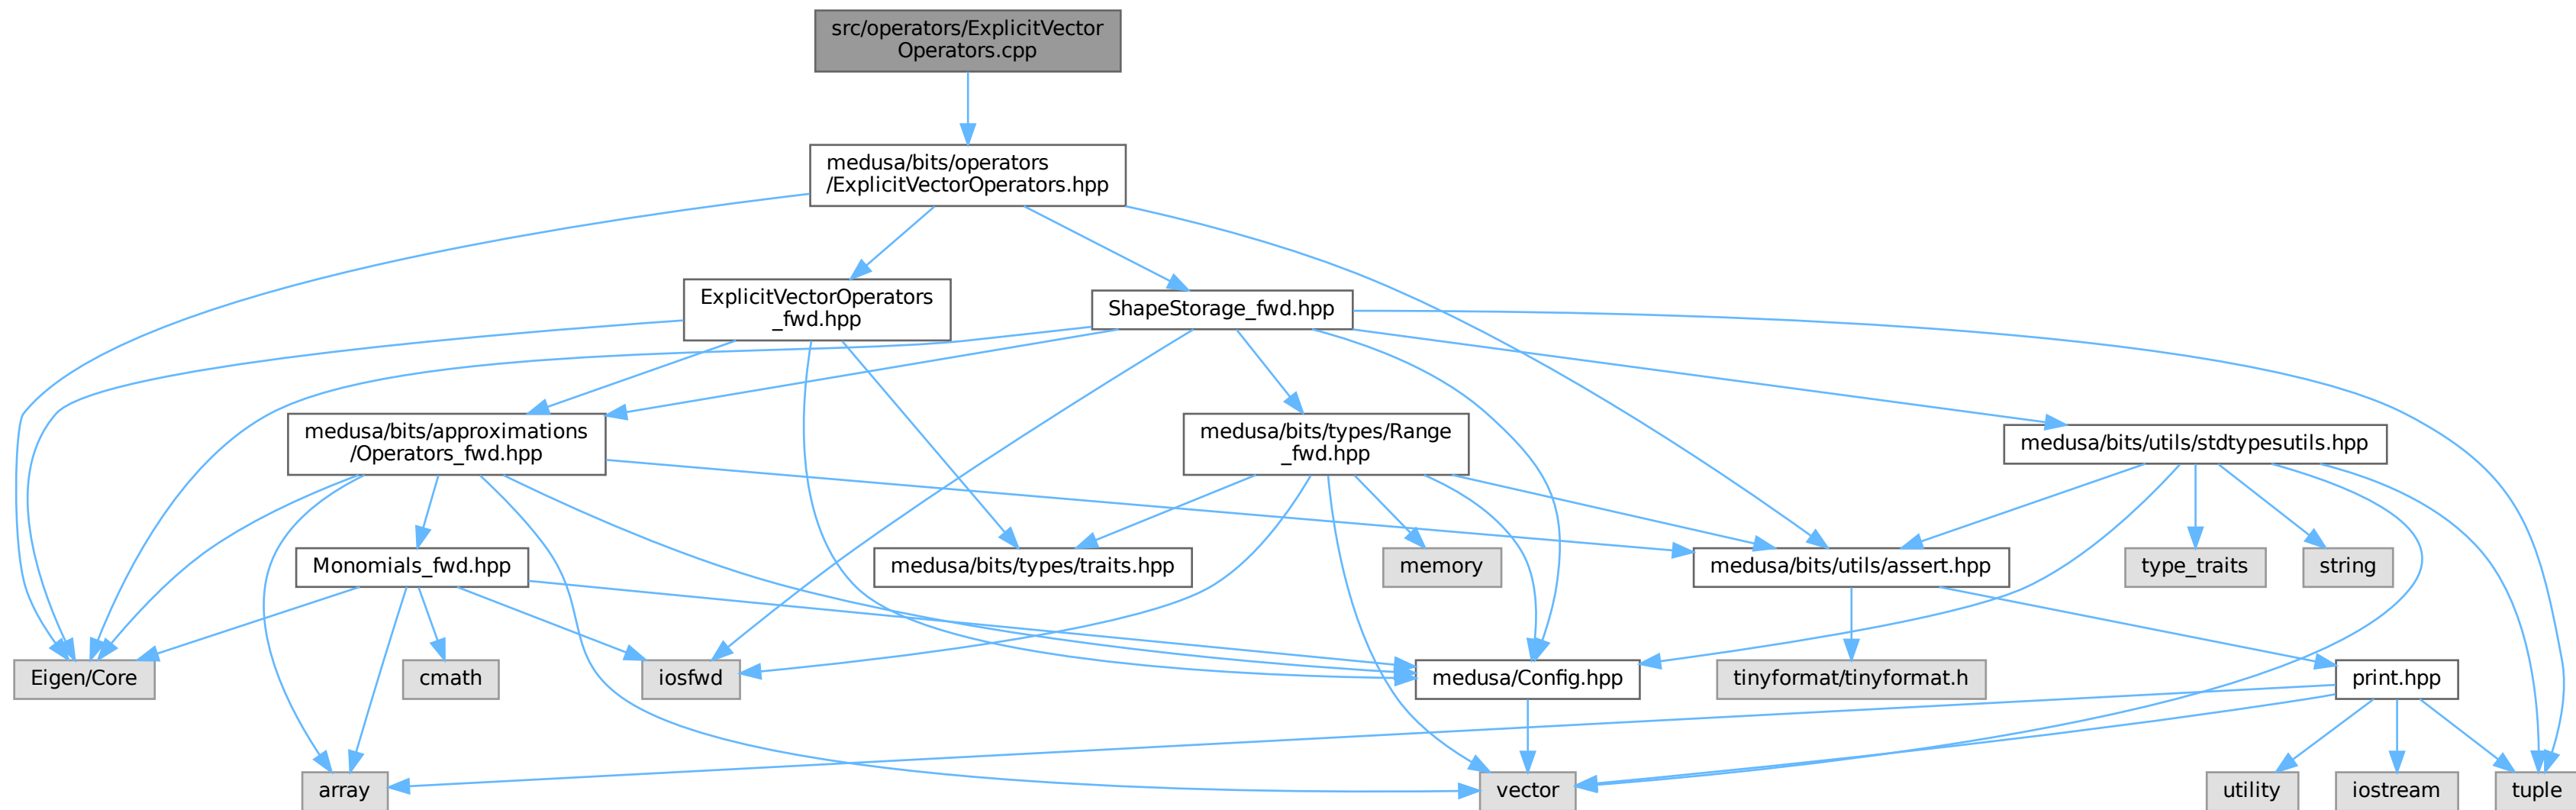 src/operators/ExplicitVector
Operators.cpp
medusa/bits/operators
/ExplicitVectorOperators.hpp
ExplicitVectorOperators
_fwd.hpp
ShapeStorage_fwd.hpp
medusa/bits/approximations
/Operators_fwd.hpp
medusa/bits/types/Range
_fwd.hpp
medusa/bits/utils/stdtypesutils.hpp
Monomials_fwd.hpp
medusa/bits/types/traits.hpp
memory
medusa/bits/utils/assert.hpp
type_traits
string
Eigen/Core
cmath
iosfwd
medusa/Config.hpp
tinyformat/tinyformat.h
print.hpp
array
vector
utility
iostream
tuple